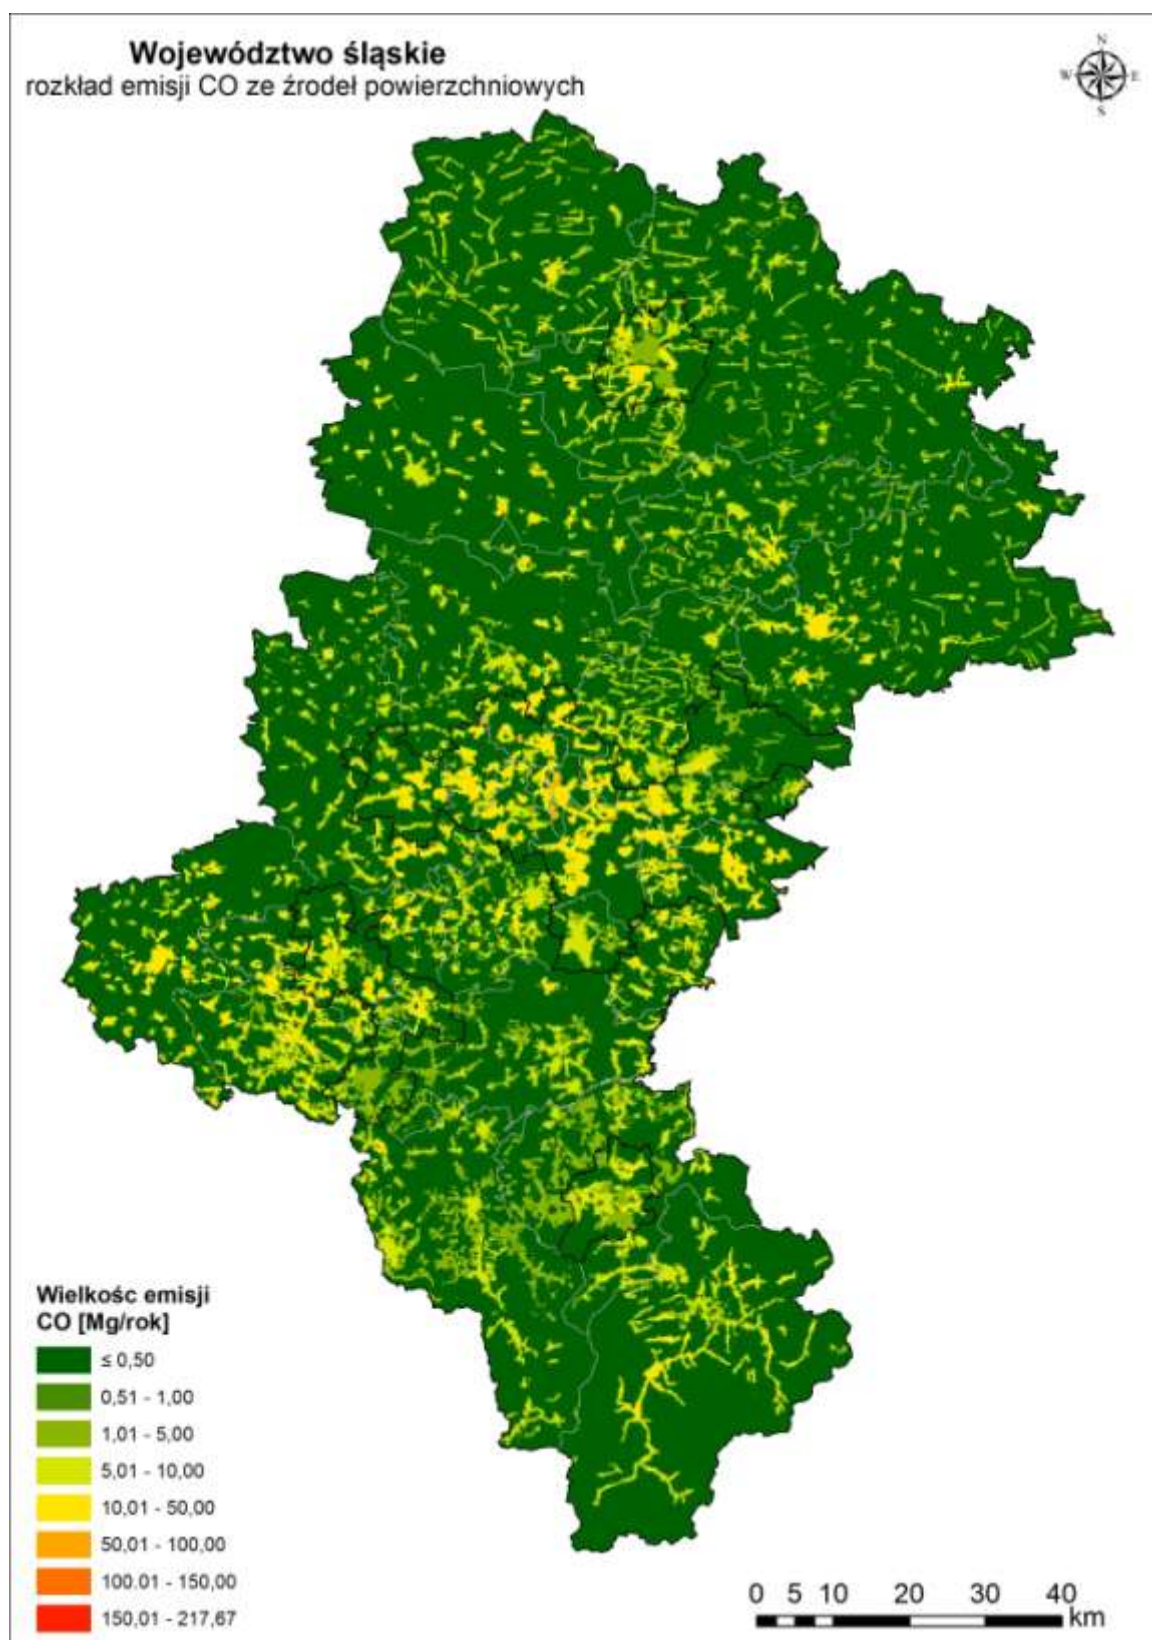 Województwo śląskie
rozkład emisji CO ze źrodeł powierzchniowych
N
W E
S
Wielkośc emisji
CO [Mg/rok]
≤ 0,50
0,51 - 1,00
1,01 - 5,00
5,01 - 10,00
10,01 - 50,00
50,01 - 100,00
100.01 - 150,00
150,01 - 217,67
0 5 10 20 30 40
km